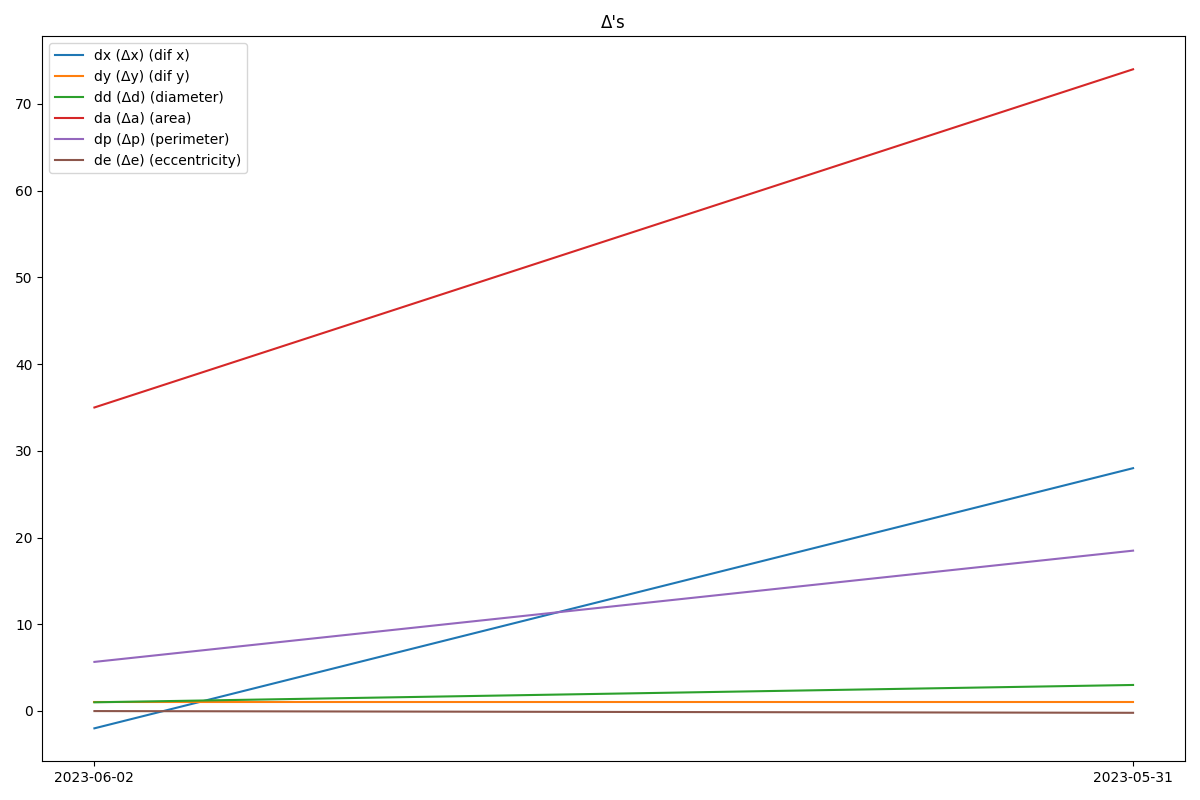 Δ's
dx (Δx) (dif x)
dy (Δy) (dif y)
dd (Δd) (diameter)
da (Δa) (area)
dp (Δp) (perimeter)
de (Δe) (eccentricity)
70
60
50
40
30
20
10
0
2023-06-02 2023-05-31